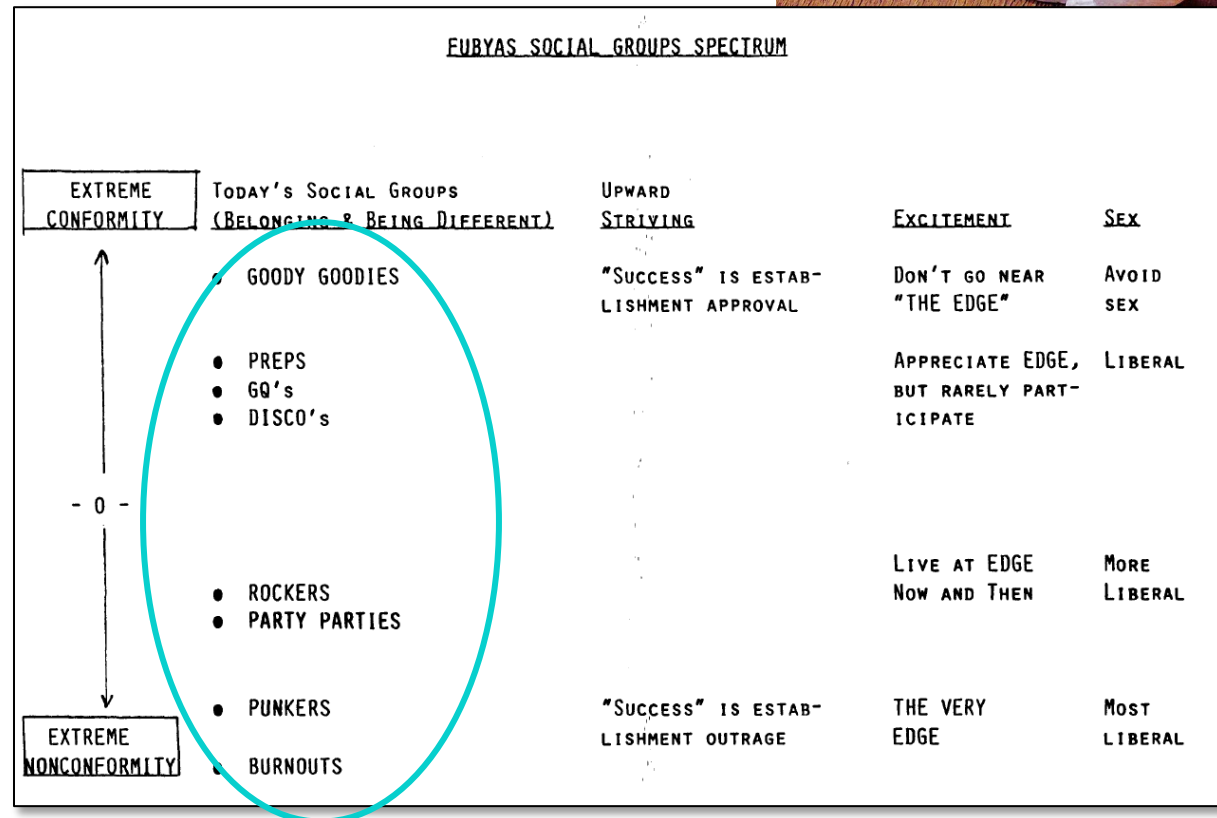 FUBYAS SOCIAL GROUPS SPECTRUM
EXTREME CONFORMITY
TODAY'S SOCIAL GROUPS
(BELONGING & BEING DIFFERENT)
UPWARD
STRIVING
EXCITEMENT
SEX
• GOODY GOODIES
"SUCCESS" IS ESTAB-
LISHMENT APPROVAL
DON'T GO NEAR
"THE EDGE"
AVOID
SEX
• PREPS
• GQ's
• DISCO's
APPRECIATE EDGE,
BUT RARELY PART-
ICIPATE
LIBERAL
- 0 -
• ROCKERS
• PARTY PARTIES
LIVE AT EDGE
NOW AND THEN
MORE
LIBERAL
• PUNKERS
• BURNOUTS
"SUCCESS" IS ESTAB-
LISHMENT OUTRAGE
THE VERY
EDGE
MOST
LIBERAL
EXTREME
NONCONFORMITY